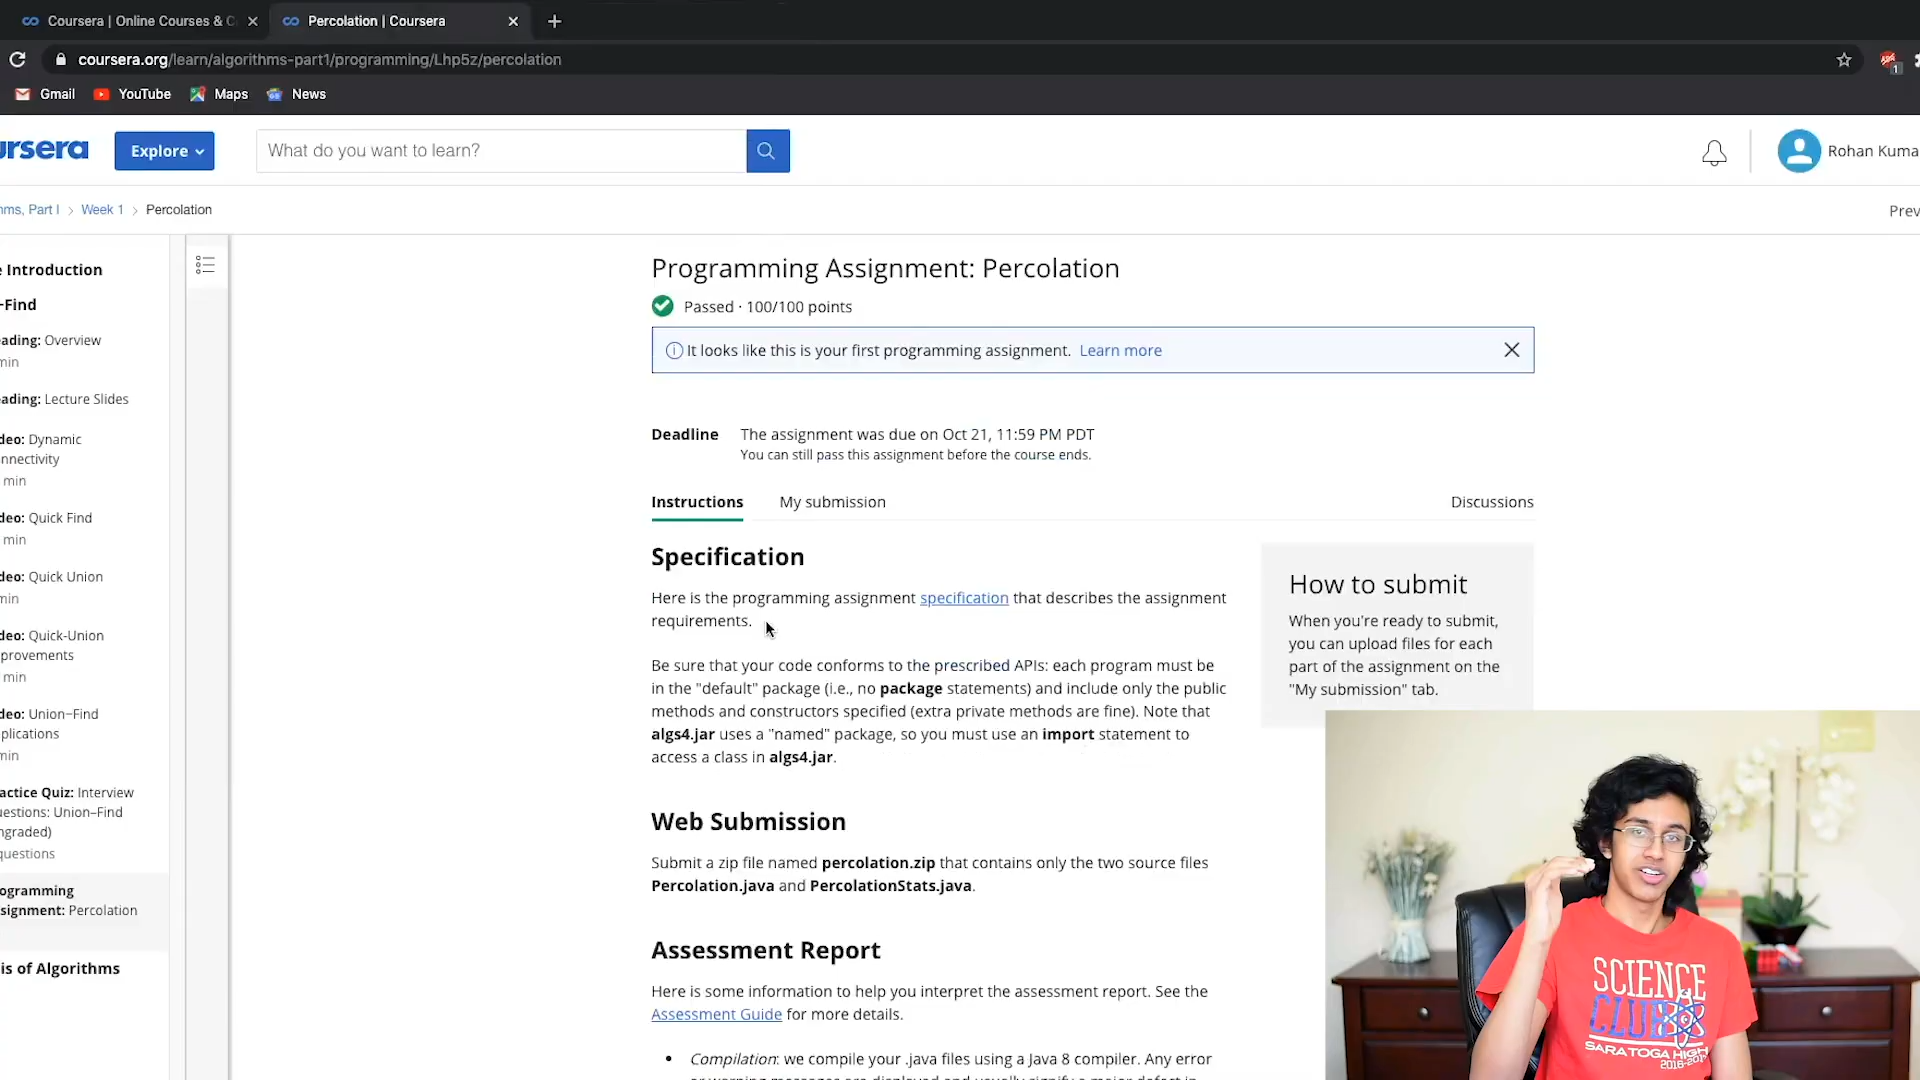 Coursera | Online Courses & C
Percolation | Coursera
coursera.org/learn/algorithms-part1/programming/Lhp5z/percolation
1
Gmail
YouTube
Maps
News
ursera
Explore
What do you want to learn?
Rohan Kuma
ms, Part I > Week 1 > Percolation
Prev
e Introduction
-Find
eading: Overview
min
eading: Lecture Slides
deo: Dynamic
nnectivity
min
deo: Quick Find
min
deo: Quick Union
min
deo: Quick-Union
provements
min
deo: Union–Find
plications
min
actice Quiz: Interview
uestions: Union–Find
ngraded)
questions
ogramming
signment: Percolation
is of Algorithms
Programming Assignment: Percolation
Passed · 100/100 points
It looks like this is your first programming assignment. Learn more
Deadline The assignment was due on Oct 21, 11:59 PM PDT
You can still pass this assignment before the course ends.
Instructions My submission Discussions
Specification
Here is the programming assignment specification that describes the assignment
requirements.
Be sure that your code conforms to the prescribed APIs: each program must be
in the "default" package (i.e., no package statements) and include only the public
methods and constructors specified (extra private methods are fine). Note that
algs4.jar uses a "named" package, so you must use an import statement to
access a class in algs4.jar.
How to submit
When you're ready to submit,
you can upload files for each
part of the assignment on the
"My submission" tab.
Web Submission
Submit a zip file named percolation.zip that contains only the two source files
Percolation.java and PercolationStats.java.
Assessment Report
Here is some information to help you interpret the assessment report. See the
Assessment Guide for more details.
• Compilation: we compile your .java files using a Java 8 compiler. Any error
SCIENCE
CLUB
SARATOGA HIGH
2016-2017